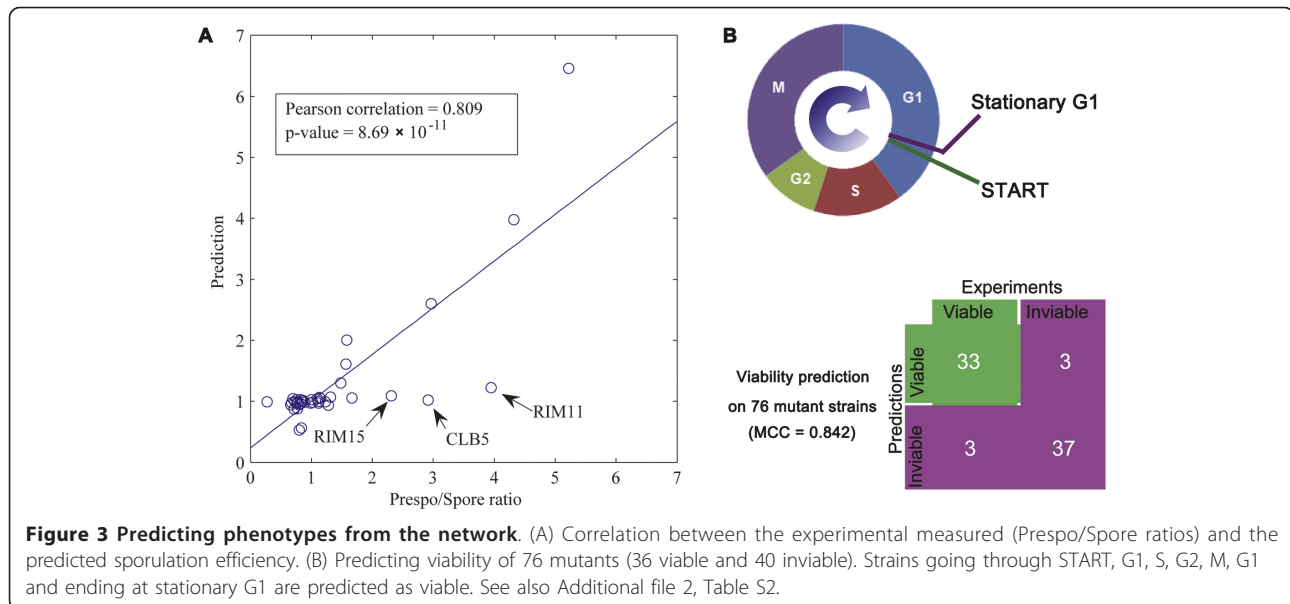 A
7
6
5
4
3
2
1
0
Prediction
Pearson correlation = 0.809
p-value = 8.69 × 10⁻¹¹
RIM15
CLB5
RIM11
0 1 2 3 4 5 6 7
Prespo/Spore ratio
B
M
G1
G2
S
Stationary G1
START
Experiments
Viable Inviable
Predictions
Viable
33 3
Inviable
3 37
Viability prediction
on 76 mutant strains
(MCC = 0.842)
Figure 3 Predicting phenotypes from the network. (A) Correlation between the experimental measured (Prespo/Spore ratios) and the
predicted sporulation efficiency. (B) Predicting viability of 76 mutants (36 viable and 40 inviable). Strains going through START, G1, S, G2, M, G1
and ending at stationary G1 are predicted as viable. See also Additional file 2, Table S2.